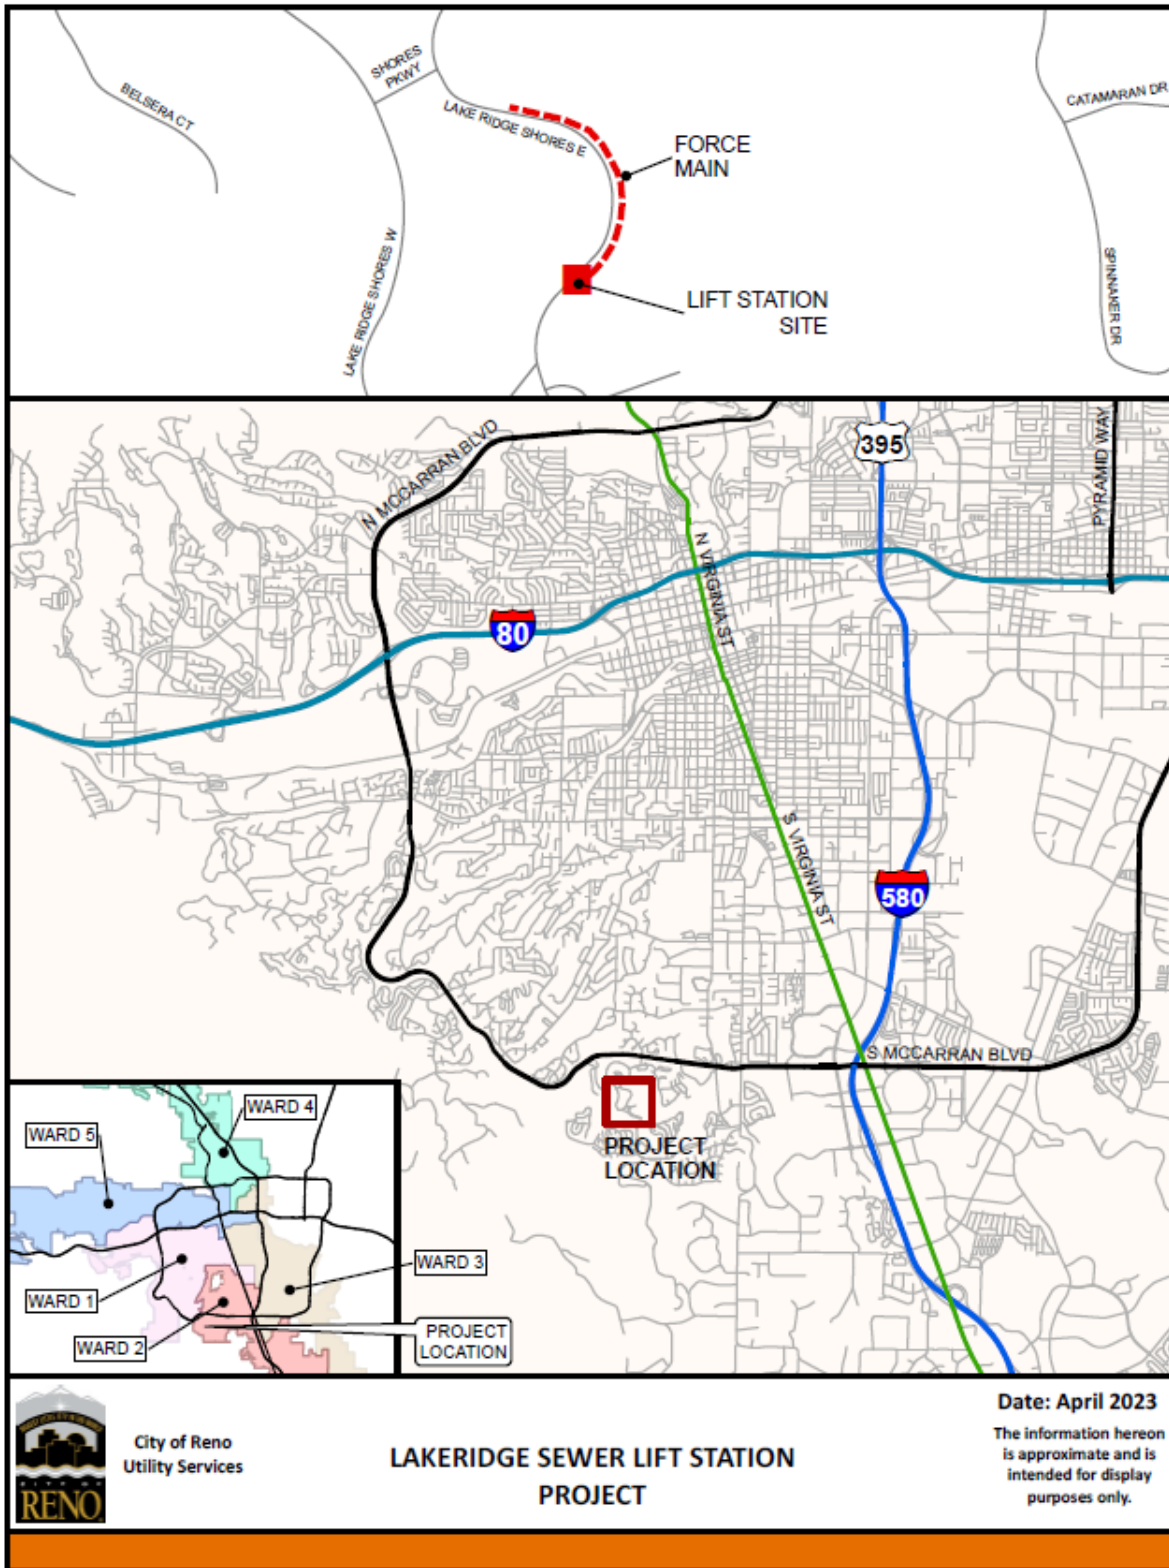 BELSERA CT
SHORES
PKWY
LAKE RIDGE SHORES E
LAKE RIDGE SHORES W
FORCE
MAIN
LIFT STATION
SITE
CATAMARAN DR
SPINNAKER DR
N MCCARRAN BLVD
395
PYRAMID WAY
N VIRGINIA ST
80
S VIRGINIA ST
580
S MCCARRAN BLVD
PROJECT
LOCATION
WARD 4
WARD 5
WARD 3
WARD 1
WARD 2
PROJECT
LOCATION
CITY OF
RENO
City of Reno
Utility Services
LAKERIDGE SEWER LIFT STATION
PROJECT
Date: April 2023
The information hereon
is approximate and is
intended for display
purposes only.